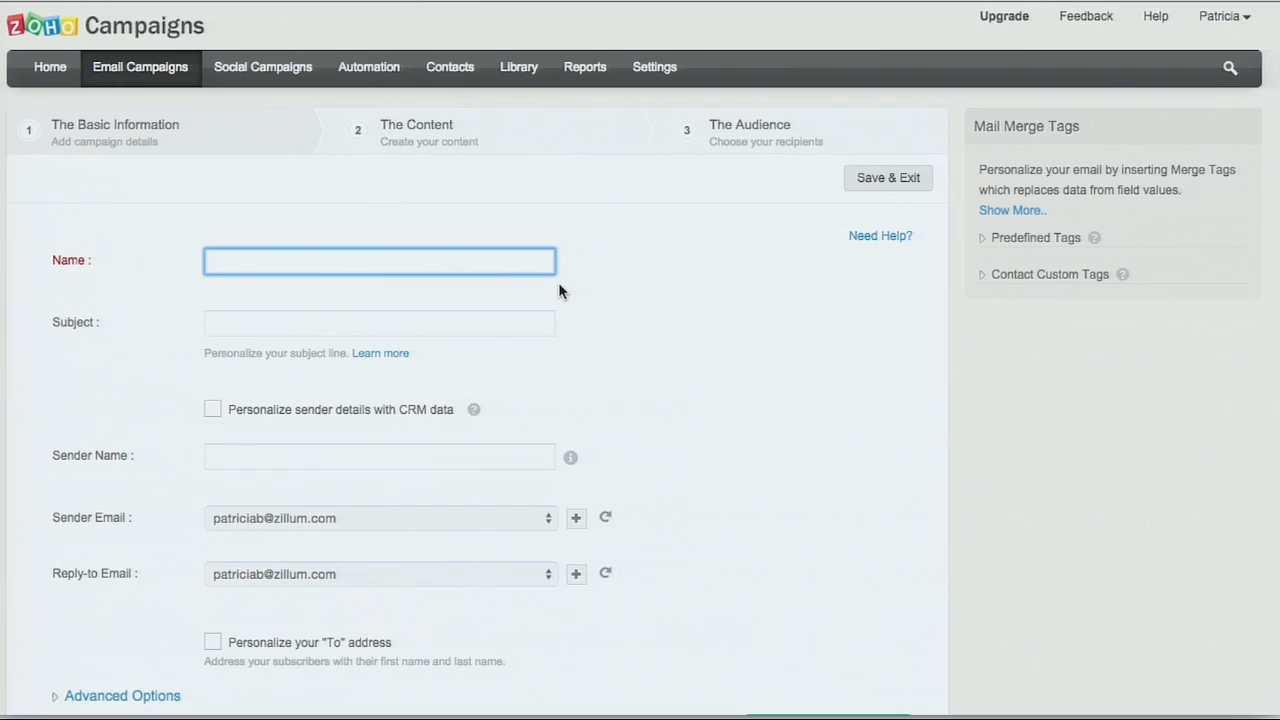 ZOHO Campaigns
Upgrade Feedback Help Patricia
Home Email Campaigns Social Campaigns Automation Contacts Library Reports Settings
1 The Basic Information
Add campaign details
2 The Content
Create your content
3 The Audience
Choose your recipients
Save & Exit
Need Help?
Name :
Subject :
Personalize your subject line. Learn more
Personalize sender details with CRM data ?
Sender Name : i
Sender Email : patriciab@zillum.com +
Reply-to Email : patriciab@zillum.com +
Personalize your "To" address
Address your subscribers with their first name and last name.
Advanced Options
Mail Merge Tags
Personalize your email by inserting Merge Tags
which replaces data from field values.
Show More..
Predefined Tags ?
Contact Custom Tags ?